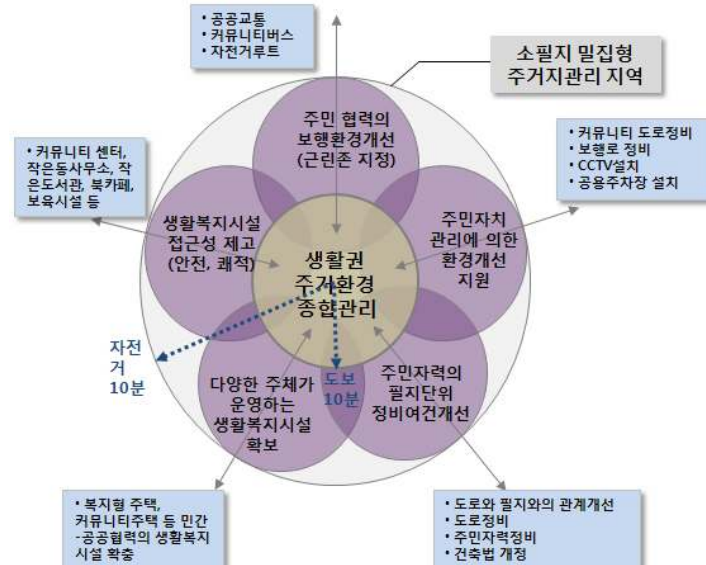 • 공공교통
• 커뮤니티버스
• 자전거루트
소필지 밀집형
주거지관리 지역
주민 협력의
보행환경개선
(근린존 지정)
• 커뮤니티 센터,
작은동사무소, 작
은도서관, 북카페,
보육시설 등
• 커뮤니티 도로정비
• 보행로 정비
• CCTV설치
• 공용주차장 설치
생활복지시설
접근성 제고
(안전, 쾌적)
주민자치
관리에 의한
환경개선
지원
생활권
주거환경
종합관리
자전
거
10분
도보
10분
다양한 주체가
운영하는
생활복지시설
확보
주민자력의
필지단위
정비여건개선
• 복지형 주택,
커뮤니티주택 등 민간
-공공협력의 생활복지
시설 확충
• 도로와 필지와의 관계개선
• 도로정비
• 주민자력정비
• 건축법 개정